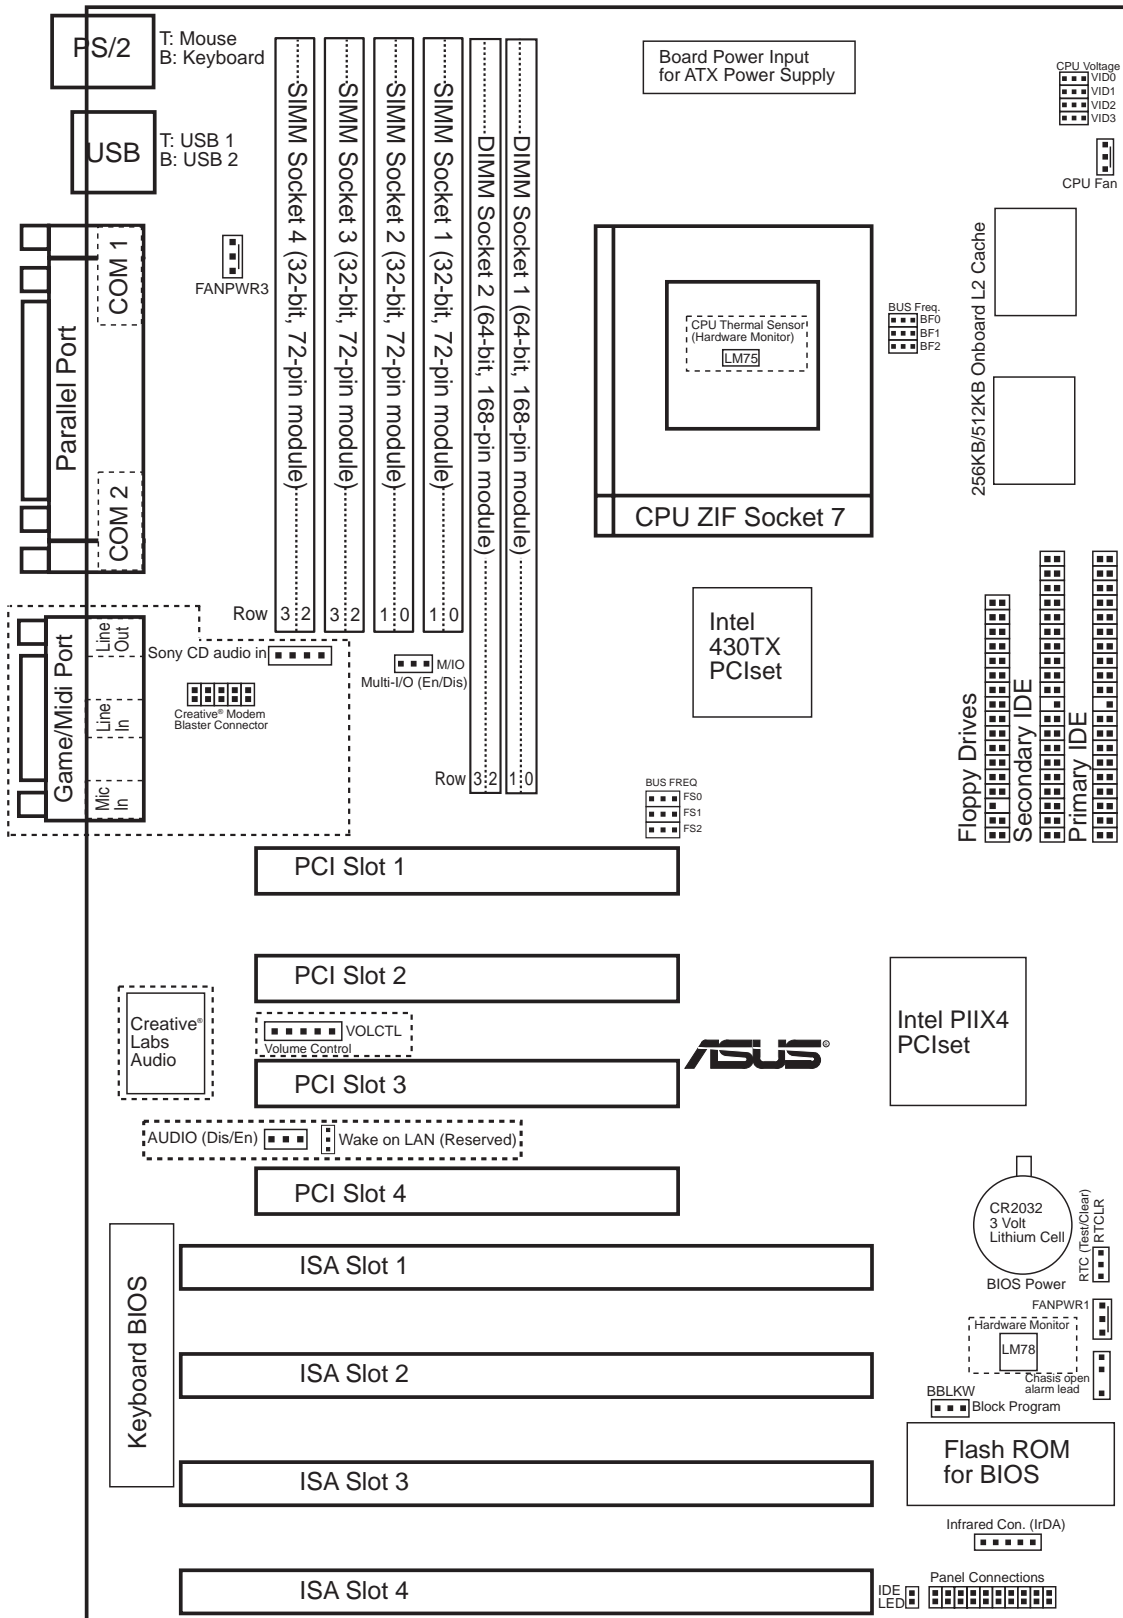 PS/2
T: Mouse
B: Keyboard
USB
T: USB 1
B: USB 2
Board Power Input
for ATX Power Supply
CPU Voltage
VID0
VID1
VID2
VID3
CPU Fan
SIMM Socket 4 (32-bit, 72-pin module)
SIMM Socket 3 (32-bit, 72-pin module)
SIMM Socket 2 (32-bit, 72-pin module)
SIMM Socket 1 (32-bit, 72-pin module)
DIMM Socket 2 (64-bit, 168-pin module)
DIMM Socket 1 (64-bit, 168-pin module)
Parallel Port
COM 1
COM 2
FANPWR3
CPU Thermal Sensor
(Hardware Monitor)
LM75
CPU ZIF Socket 7
BUS Freq.
BF0
BF1
BF2
256KB/512KB Onboard L2 Cache
Row 3 2 3 2 1 0 1 0
Game/Midi Port
Line
Out
Line
In
Mic
In
Sony CD audio in
Creative® Modem
Blaster Connector
M/IO
Multi-I/O (En/Dis)
Row 3 2 1 0
Intel
430TX
PCIset
BUS FREQ
FS0
FS1
FS2
Floppy Drives
Secondary IDE
Primary IDE
PCI Slot 1
PCI Slot 2
Creative®
Labs
Audio
VOLCTL
Volume Control
ASUS®
Intel PIIX4
PCIset
PCI Slot 3
AUDIO (Dis/En)
Wake on LAN (Reserved)
PCI Slot 4
CR2032
3 Volt
Lithium Cell
BIOS Power
RTC (Test/Clear)
RTCLR
Keyboard BIOS
ISA Slot 1
FANPWR1
Hardware Monitor
LM78
Chasis open
alarm lead
ISA Slot 2
BBLKW
Block Program
Flash ROM
for BIOS
ISA Slot 3
Infrared Con. (IrDA)
ISA Slot 4
IDE
LED
Panel Connections